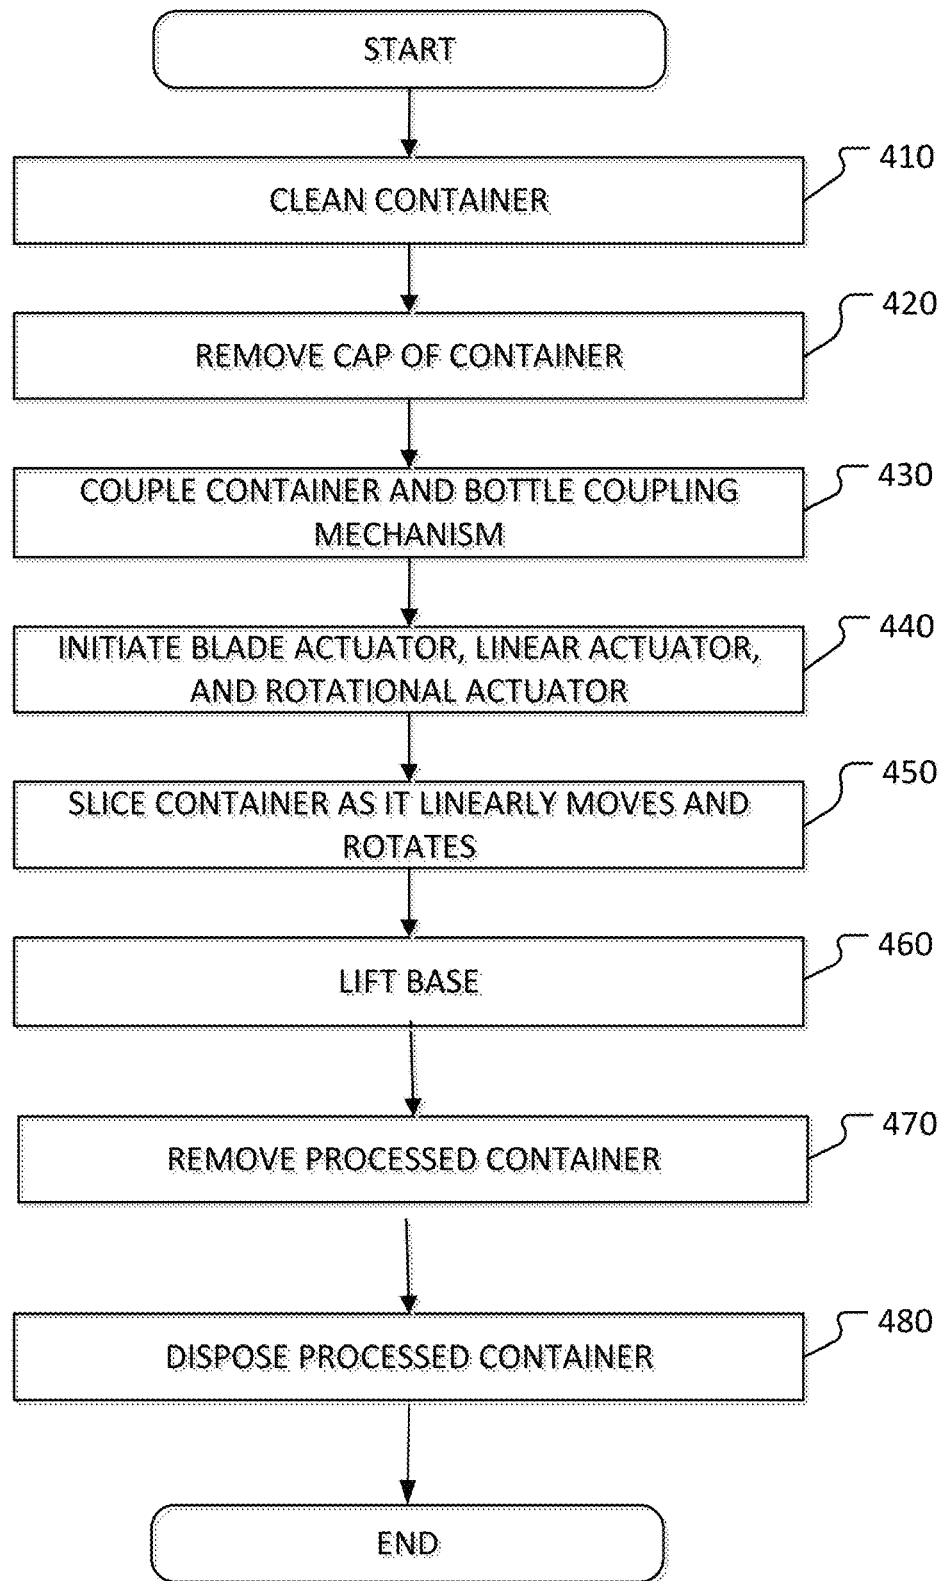 START
410
CLEAN CONTAINER
420
REMOVE CAP OF CONTAINER
430
COUPLE CONTAINER AND BOTTLE COUPLING
MECHANISM
440
INITIATE BLADE ACTUATOR, LINEAR ACTUATOR,
AND ROTATIONAL ACTUATOR
450
SLICE CONTAINER AS IT LINEARLY MOVES AND
ROTATES
460
LIFT BASE
470
REMOVE PROCESSED CONTAINER
480
DISPOSE PROCESSED CONTAINER
END